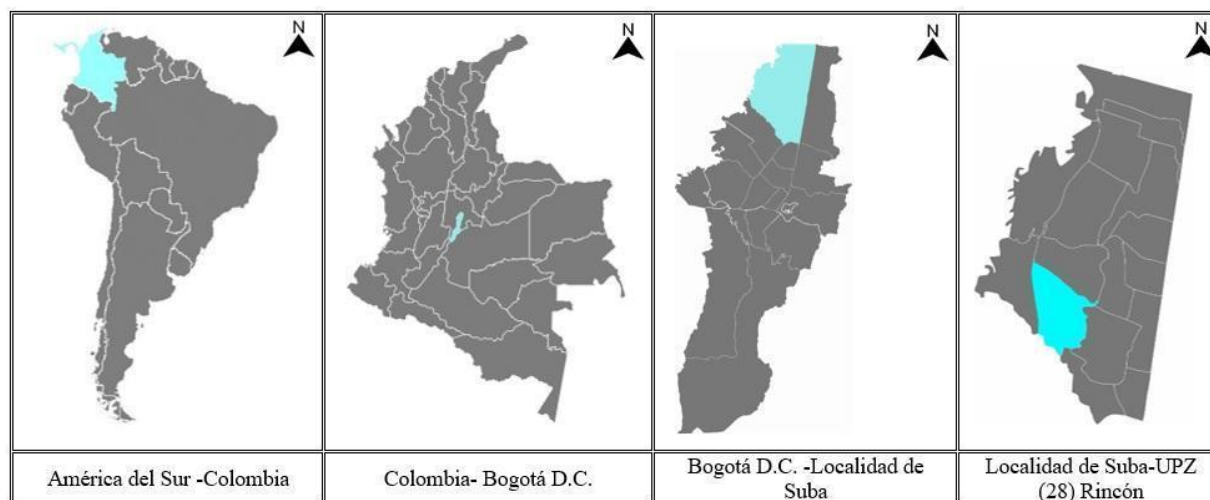 N
N
N
N
América del Sur -Colombia
Colombia- Bogotá D.C.
Bogotá D.C. -Localidad de
Suba
Localidad de Suba-UPZ
(28) Rincón